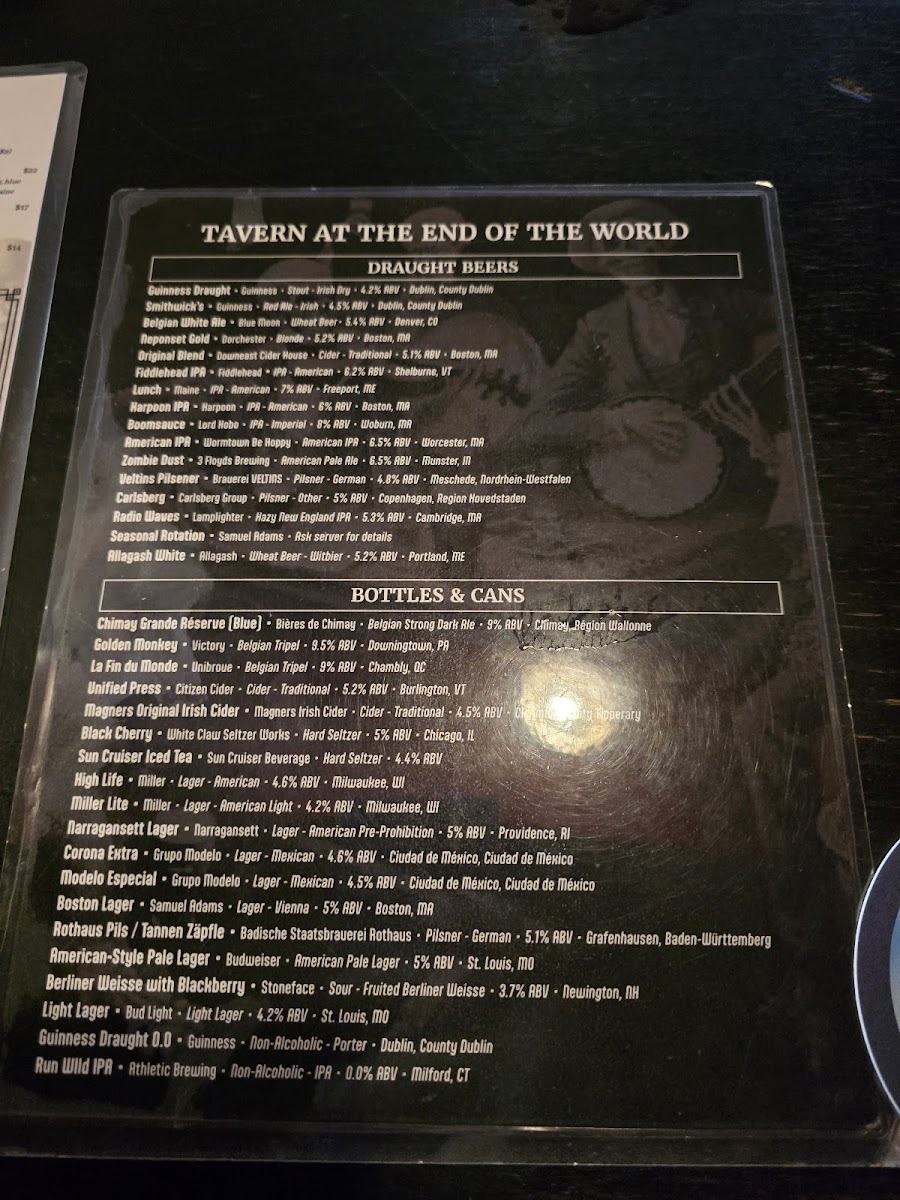 $22
, blue
$17
$14
TAVERN AT THE END OF THE WORLD
DRAUGHT BEERS
Guinness Draught • Guinness • Stout - Irish Dry • 4.2% ABV • Dublin, County Dublin
Smithwick's • Guinness • Red Ale - Irish • 4.5% ABV • Dublin, County Dublin
Belgian White Ale • Blue Moon • Wheat Beer • 5.4% ABV • Denver, CO
Neponset Gold • Dorchester • Blonde • 5.2% ABV • Boston, MA
Original Blend • Downeast Cider House • Cider - Traditional • 5.1% ABV • Boston, MA
Fiddlehead IPA • Fiddlehead • IPA - American • 6.2% ABV • Shelburne, VT
Lunch • Maine • IPA - American • 7% ABV • Freeport, ME
Harpoon IPA • Harpoon • IPA - American • 6% ABV • Boston, MA
Boomsauce • Lord Hobo • IPA - Imperial • 8% ABV • Woburn, MA
American IPA • Wormtown Be Hoppy • American IPA • 6.5% ABV • Worcester, MA
Zombie Dust • 3 Floyds Brewing • American Pale Ale • 6.5% ABV • Munster, IN
Veltins Pilsener • Brauerei VELTINS • Pilsner - German • 4.8% ABV • Meschede, Nordrhein-Westfalen
Carlsberg • Carlsberg Group • Pilsner - Other • 5% ABV • Copenhagen, Region Hovedstaden
Radio Waves • Lamplighter • Hazy New England IPA • 5.3% ABV • Cambridge, MA
Seasonal Rotation • Samuel Adams • Ask server for details
Allagash White • Allagash • Wheat Beer - Witbier • 5.2% ABV • Portland, ME
BOTTLES & CANS
Chimay Grande Réserve (Blue) • Bières de Chimay • Belgian Strong Dark Ale • 9% ABV • Chimay, Région Wallonne
Golden Monkey • Victory • Belgian Tripel • 9.5% ABV • Downingtown, PA
La Fin du Monde • Unibroue • Belgian Tripel • 9% ABV • Chambly, QC
Unified Press • Citizen Cider • Cider - Traditional • 5.2% ABV • Burlington, VT
Magners Original Irish Cider • Magners Irish Cider • Cider - Traditional • 4.5% ABV • Tipperary
Black Cherry • White Claw Seltzer Works • Hard Seltzer • 5% ABV • Chicago, IL
Sun Cruiser Iced Tea • Sun Cruiser Beverage • Hard Seltzer • 4.4% ABV
High Life • Miller • Lager - American • 4.6% ABV • Milwaukee, WI
Miller Lite • Miller • Lager - American Light • 4.2% ABV • Milwaukee, WH
Narragansett Lager • Narragansett • Lager - American Pre-Prohibition • 5% ABV • Providence, RI
Corona Extra • Grupo Modelo • Lager - Mexican • 4.6% ABV • Ciudad de México, Ciudad de México
Modelo Especial • Grupo Modelo • Lager - Mexican • 4.5% ABV • Ciudad de México, Ciudad de México
Boston Lager • Samuel Adams • Lager - Vienna • 5% ABV • Boston, MA
Rothaus Pils / Tannen Zäpfle • Badische Staatsbrauerei Rothaus • Pilsner - German • 5.1% ABV • Grafenhausen, Baden-Württemberg
American-Style Pale Lager • Budweiser • American Pale Lager • 5% ABV • St. Louis, MO
Berliner Weisse with Blackberry • Stoneface • Sour - Fruited Berliner Weisse • 3.7% ABV • Newington, NH
Light Lager • Bud Light • Light Lager • 4.2% ABV • St. Louis, MO
Guinness Draught 0.0 • Guinness • Non-Alcoholic - Porter • Dublin, County Dublin
Run Wild IPA • Athletic Brewing • Non-Alcoholic - IPA • 0.0% ABV • Milford, CT